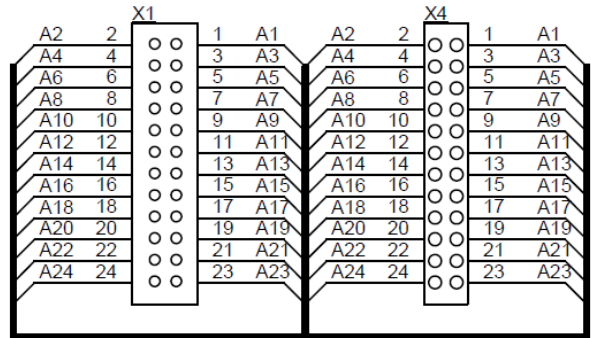 X1 X4
A2 2 1 A1 A2 2 1 A1
A4 4 3 A3 A4 4 3 A3
A6 6 5 A5 A6 6 5 A5
A8 8 7 A7 A8 8 7 A7
A10 10 9 A9 A10 10 9 A9
A12 12 11 A11 A12 12 11 A11
A14 14 13 A13 A14 14 13 A13
A16 16 15 A15 A16 16 15 A15
A18 18 17 A17 A18 18 17 A17
A20 20 19 A19 A20 20 19 A19
A22 22 21 A21 A22 22 21 A21
A24 24 23 A23 A24 24 23 A23